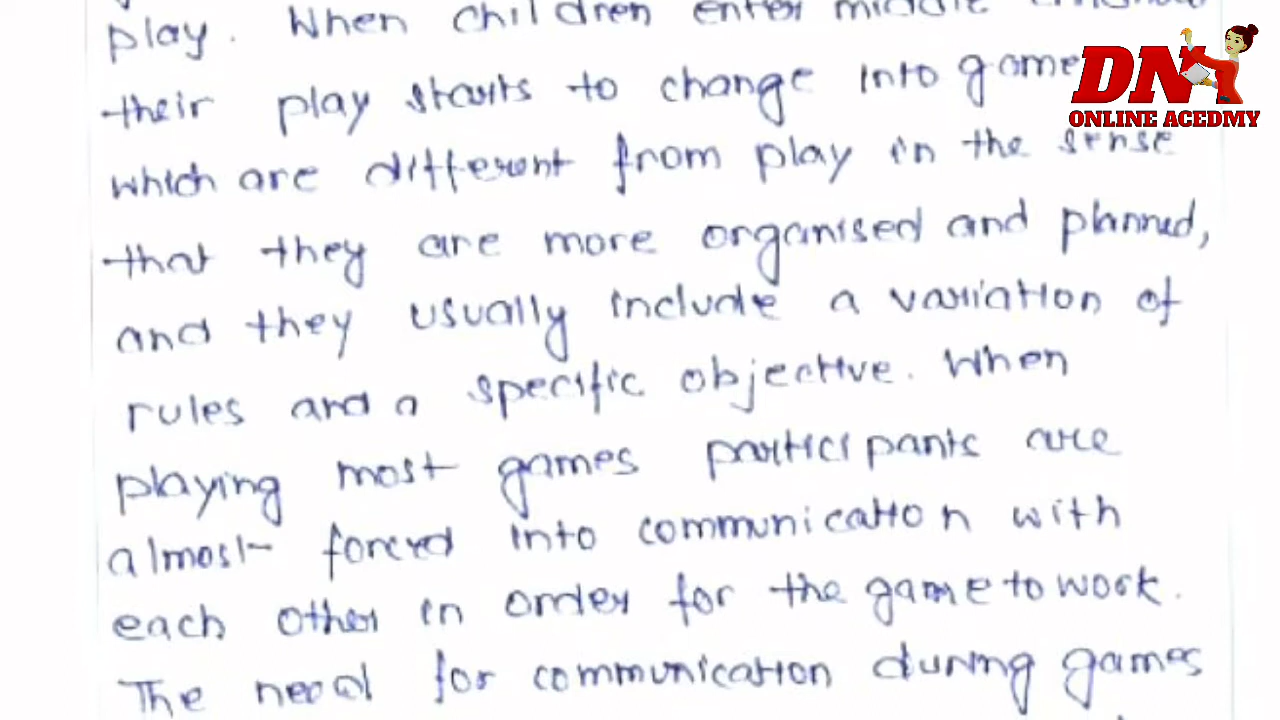 play. When children enter middle
their play starts to change into game
which are different from play in the sense
that they are more organised and planned,
and they usually include a variation of
rules and a specific objective. When
playing most games participants are
almost forced into communication with
each other in order for the game to work.
The need for communication during games
DN
ONLINE ACEDMY